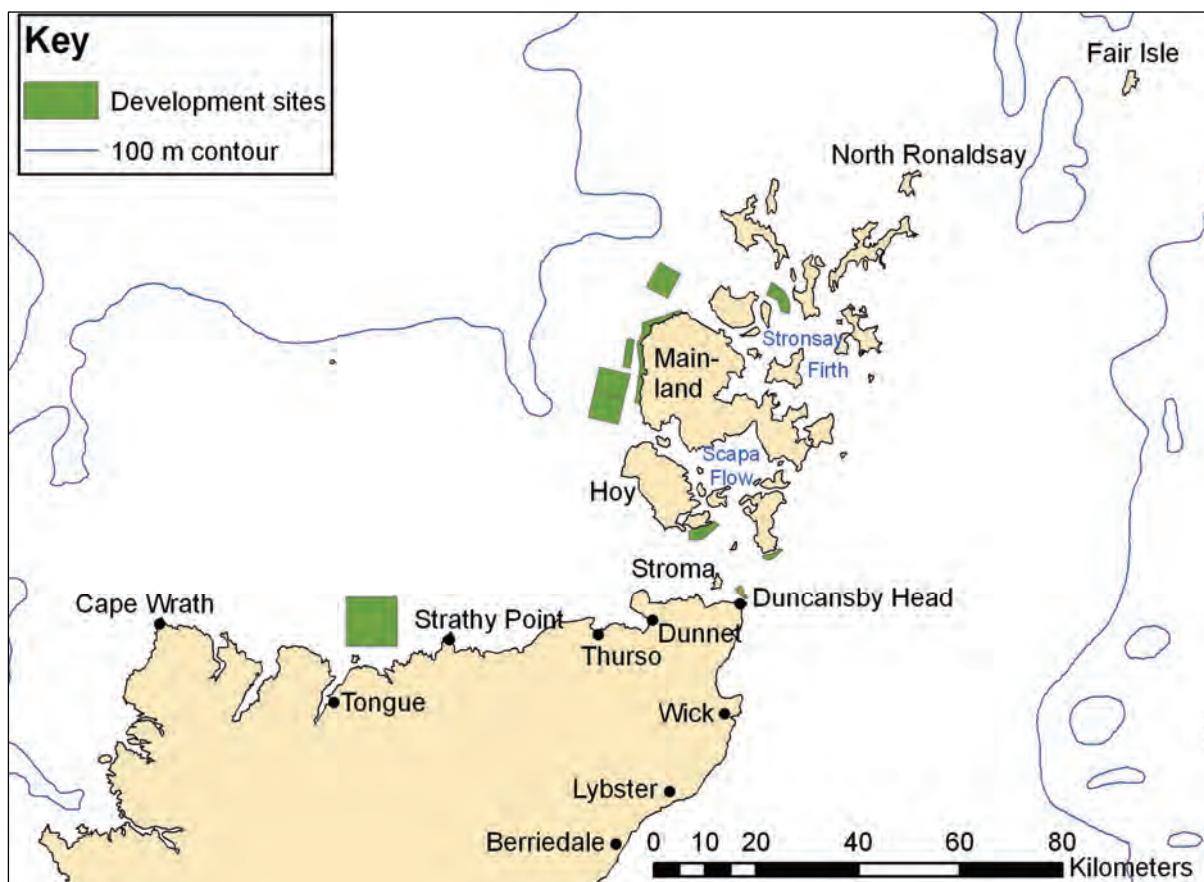 Key
Development sites
100 m contour
Fair Isle
North Ronaldsay
Stronsay
Firth
Main-
land
Scapa
Flow
Hoy
Stroma
Duncansby Head
Cape Wrath
Strathy Point
Dunnet
Thurso
Tongue
Wick
Lybster
Berriedale
0 10 20 40 60 80
Kilometers